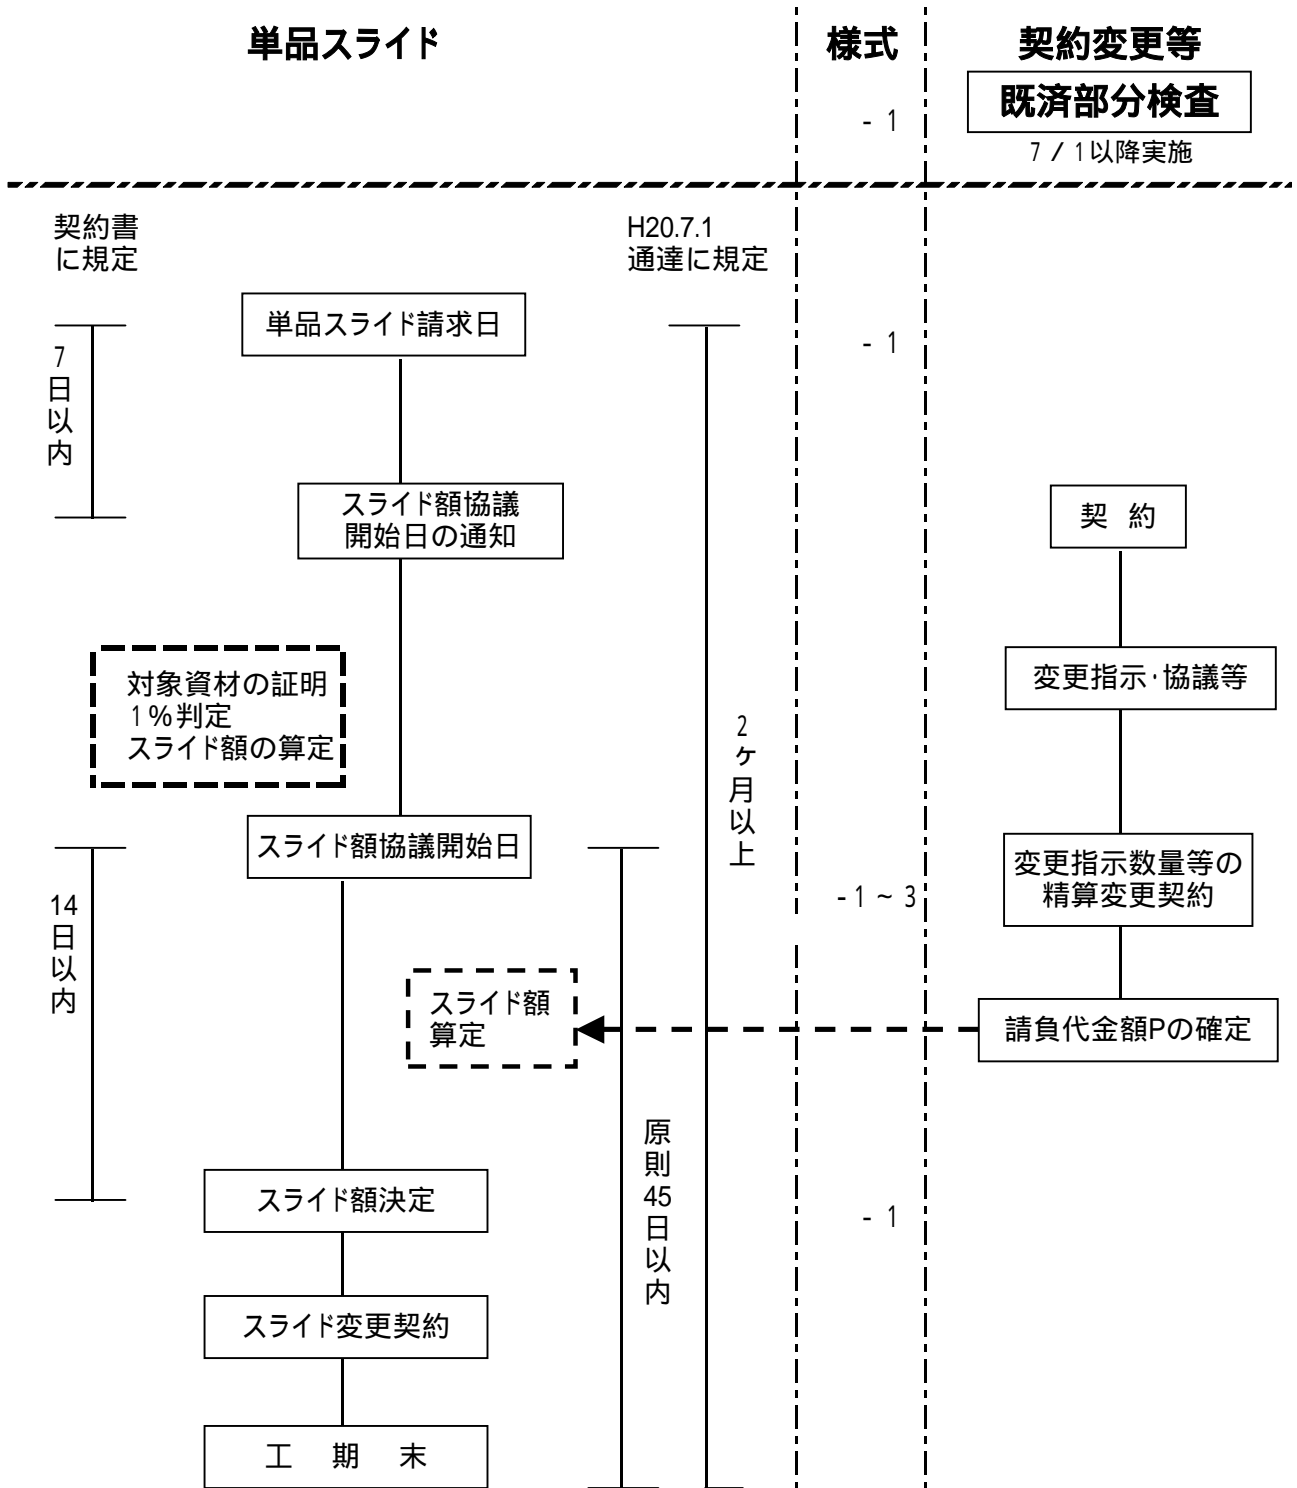 単品スライド
様式
契約変更等
既済部分検査
- 1
7/1以降実施
契約書
に規定
H20.7.1
通達に規定
単品スライド請求日
- 1
7日以内
スライド額協議
開始日の通知
契 約
対象資材の証明
1%判定
スライド額の算定
変更指示・協議等
2ヶ月以上
スライド額協議開始日
変更指示数量等の
精算変更契約
-1~3
14日以内
スライド額
算定
請負代金額Pの確定
原則45日以内
スライド額決定
- 1
スライド変更契約
工 期 末